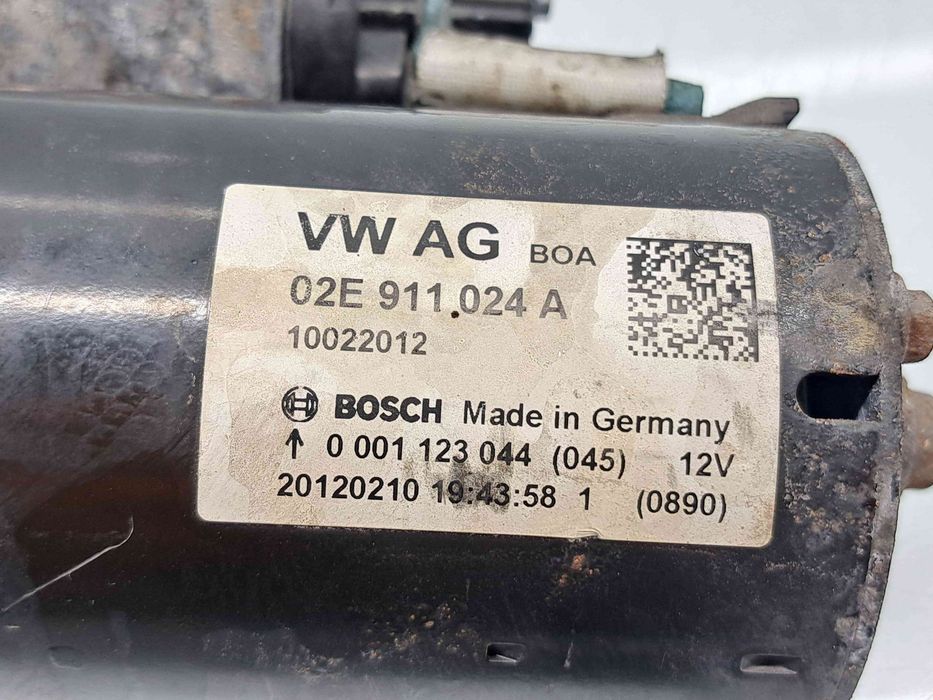 VW AG BOA
02E 911 024 A
10022012
BOSCH Made in Germany
↑ 0 001 123 044 (045) 12V
20120210 19:43:58 1 (0890)